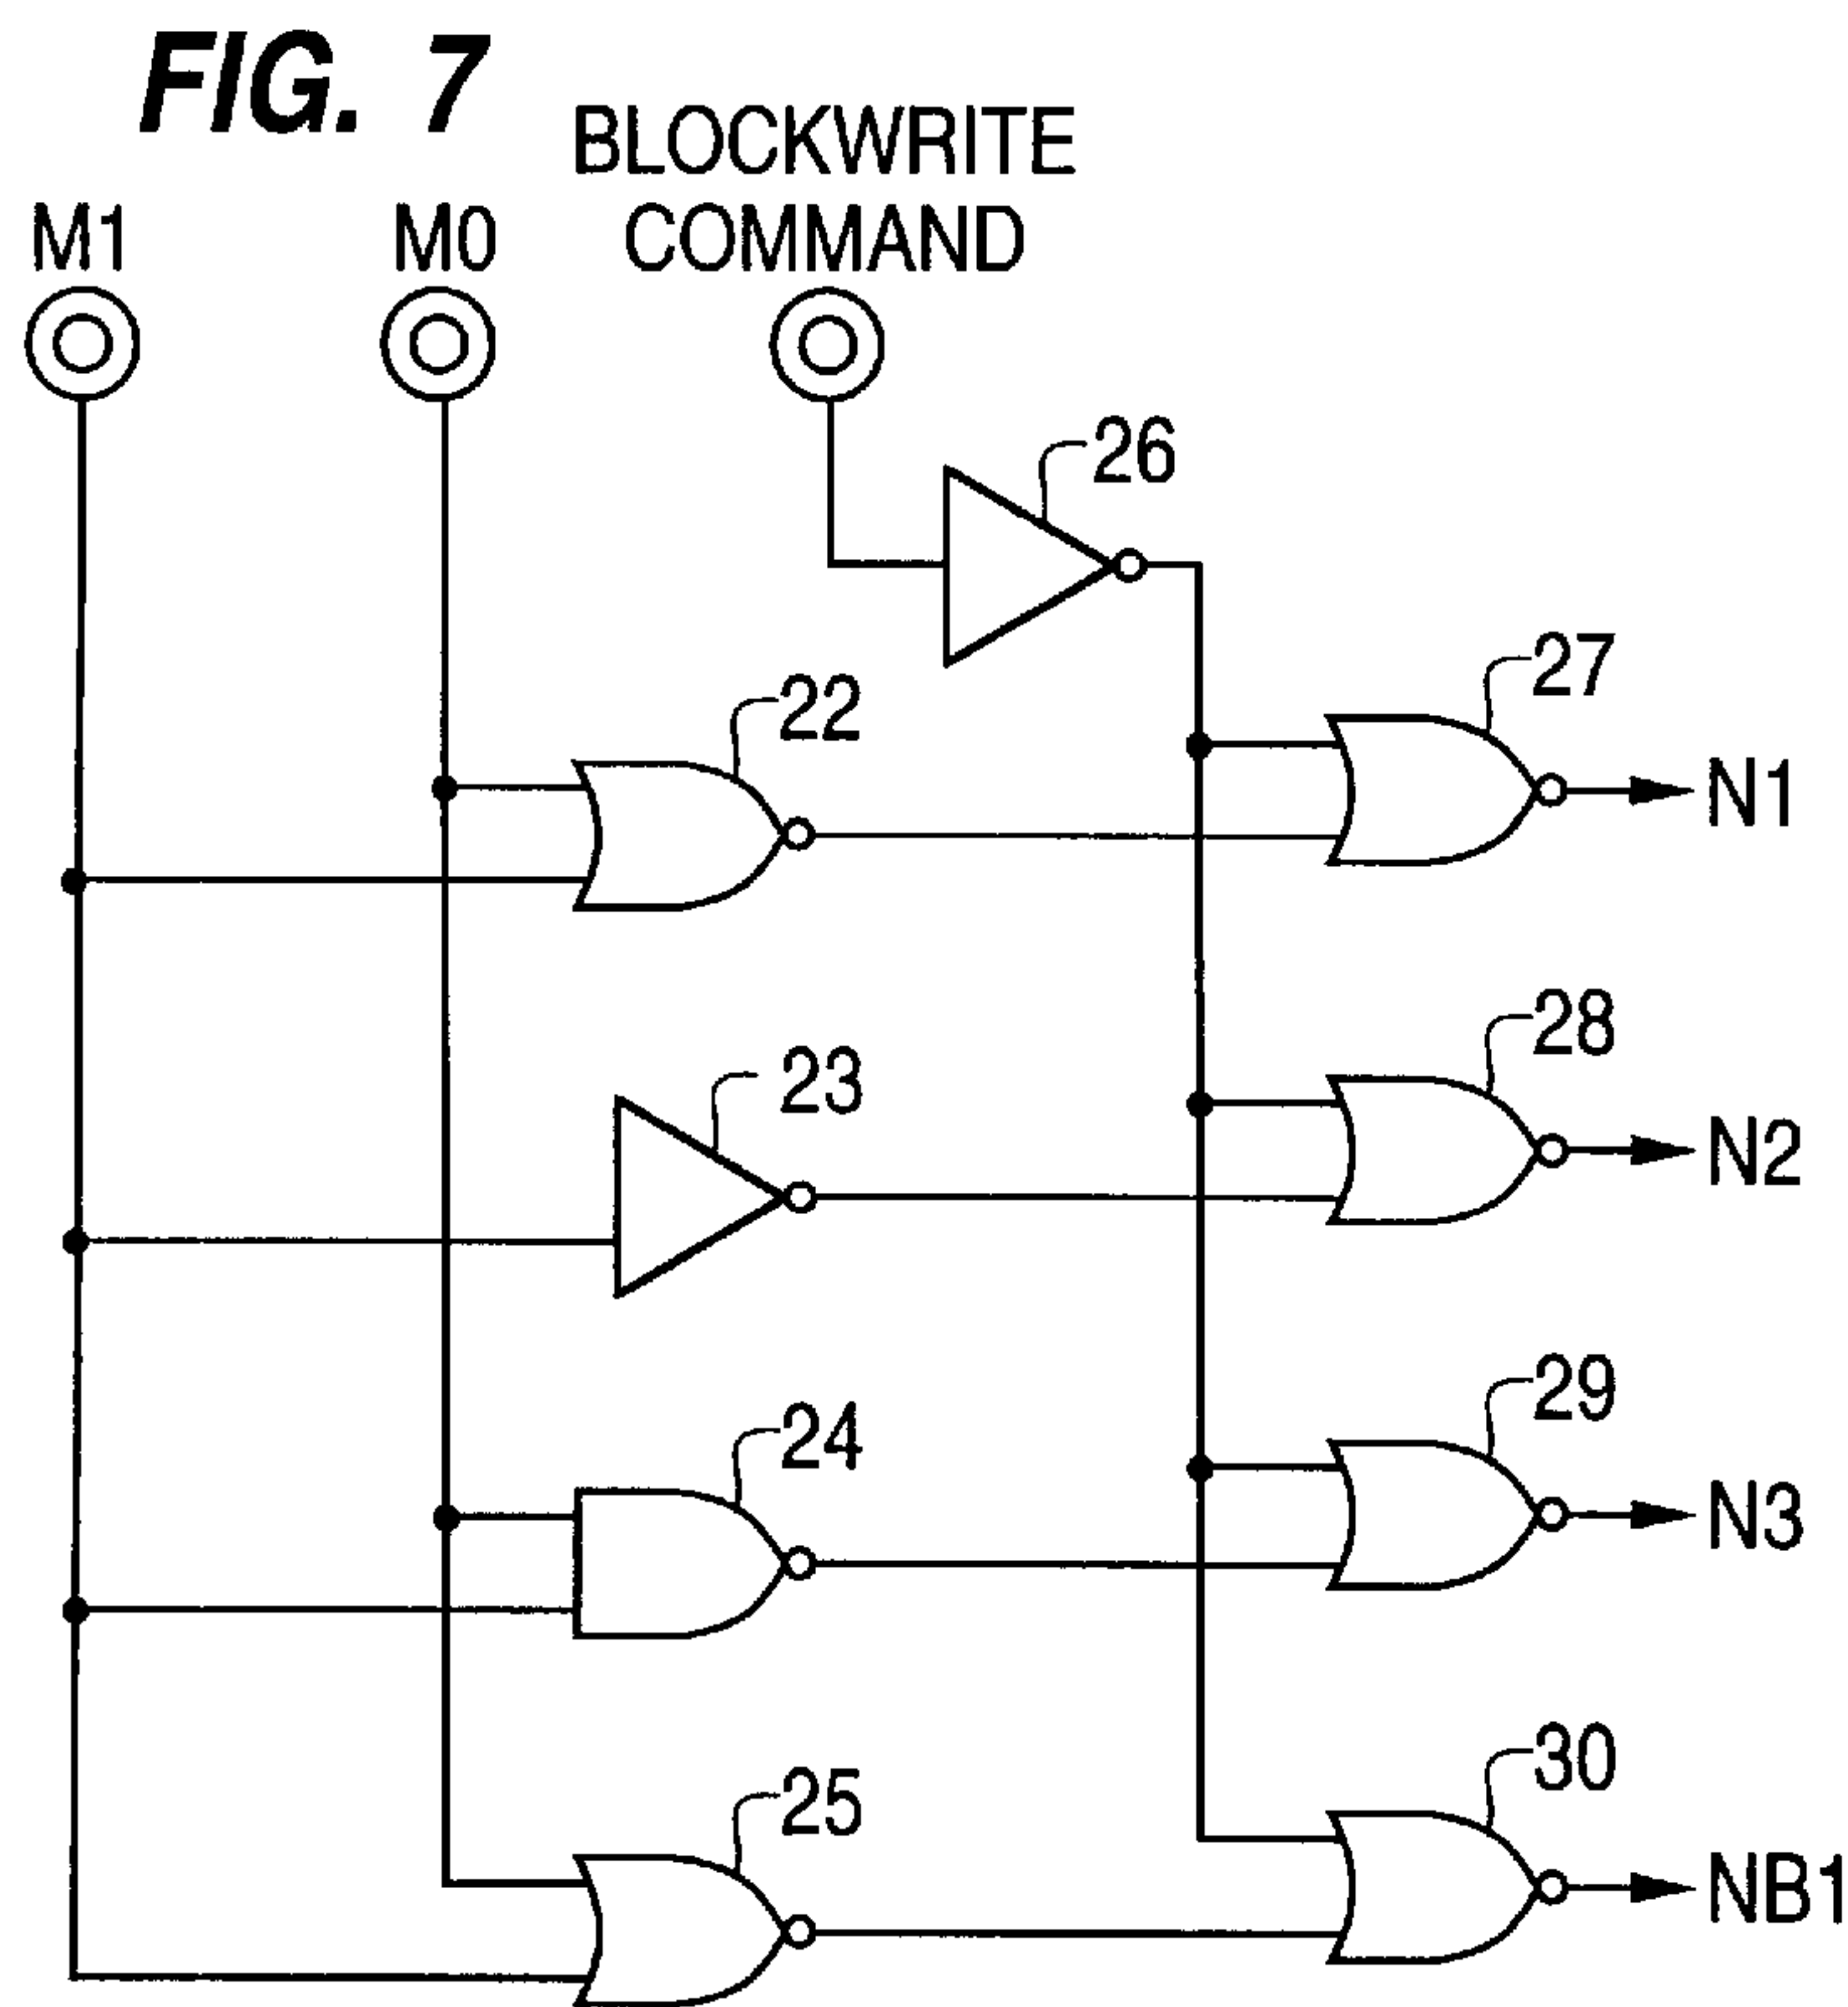 FIG. 7
BLOCKWRITE
M1 M0 COMMAND
26
27
22
N1
28
23
N2
29
24
N3
30
25
NB1